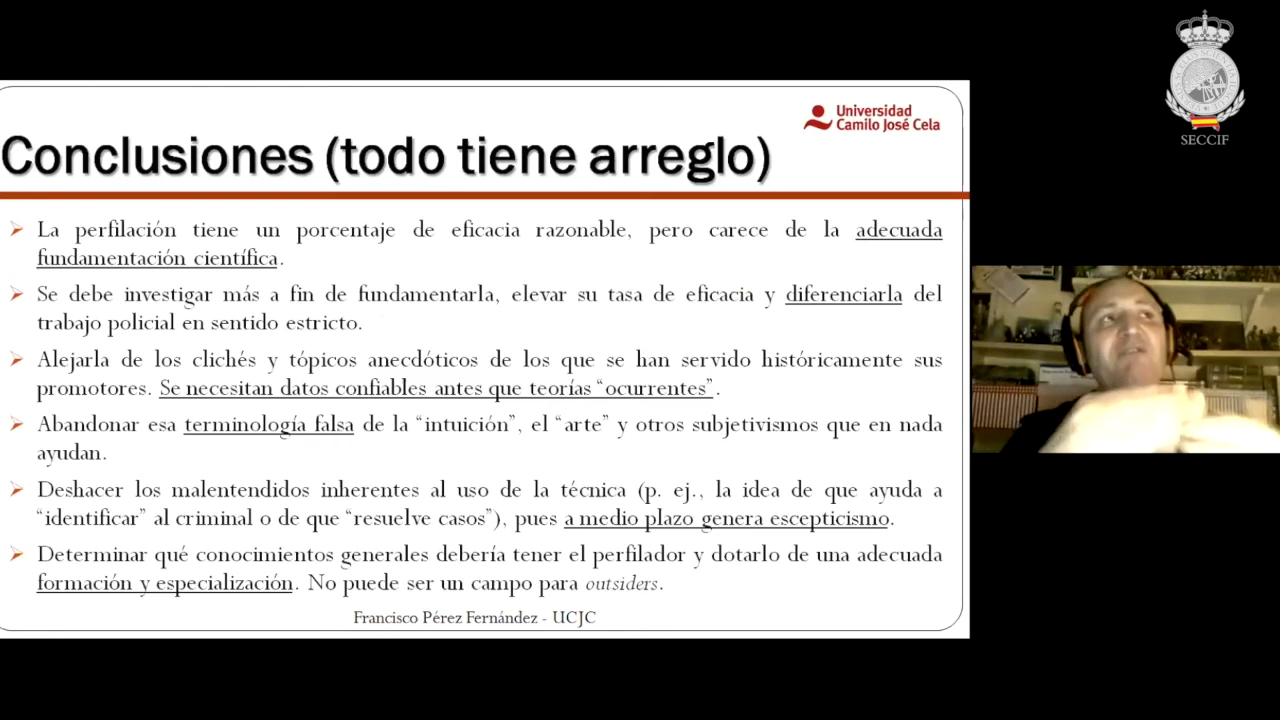 Universidad
Camilo José Cela
SECCIF
Conclusiones (todo tiene arreglo)
La perfilación tiene un porcentaje de eficacia razonable, pero carece de la adecuada
fundamentación científica.
Se debe investigar más a fin de fundamentarla, elevar su tasa de eficacia y diferenciarla del
trabajo policial en sentido estricto.
Alejarla de los clichés y tópicos anecdóticos de los que se han servido históricamente sus
promotores. Se necesitan datos confiables antes que teorías “ocurrentes”.
Abandonar esa terminología falsa de la “intuición”, el “arte” y otros subjetivismos que en nada
ayudan.
Deshacer los malentendidos inherentes al uso de la técnica (p. ej., la idea de que ayuda a
“identificar” al criminal o de que “resuelve casos”), pues a medio plazo genera escepticismo.
Determinar qué conocimientos generales debería tener el perfilador y dotarlo de una adecuada
formación y especialización. No puede ser un campo para outsiders.
Francisco Pérez Fernández - UCJC